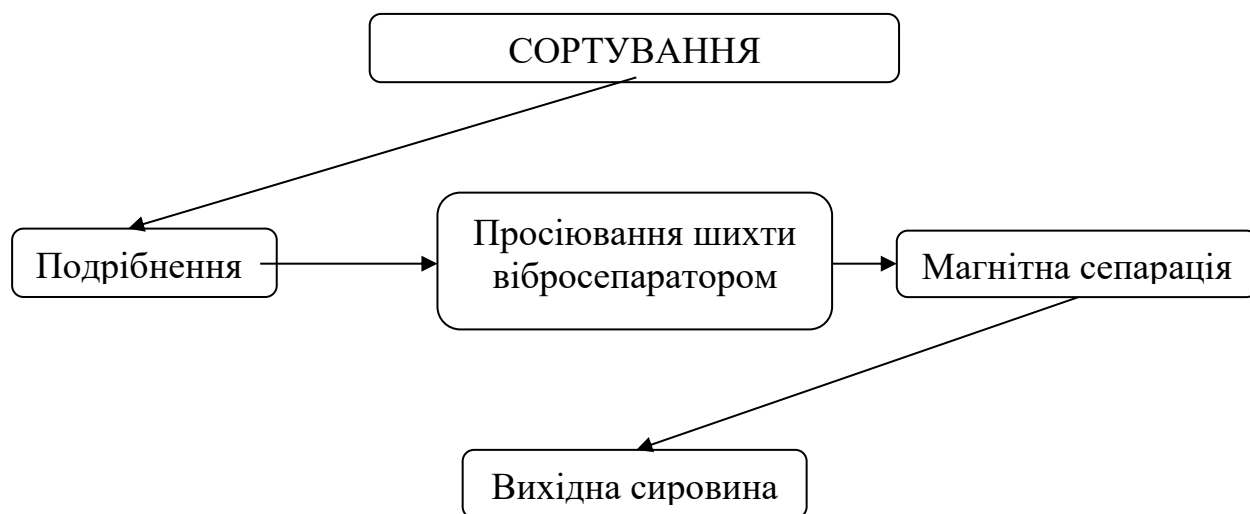 СОРТУВАННЯ
Подрібнення
Просіювання шихти
вібросепаратором
Магнітна сепарація
Вихідна сировина